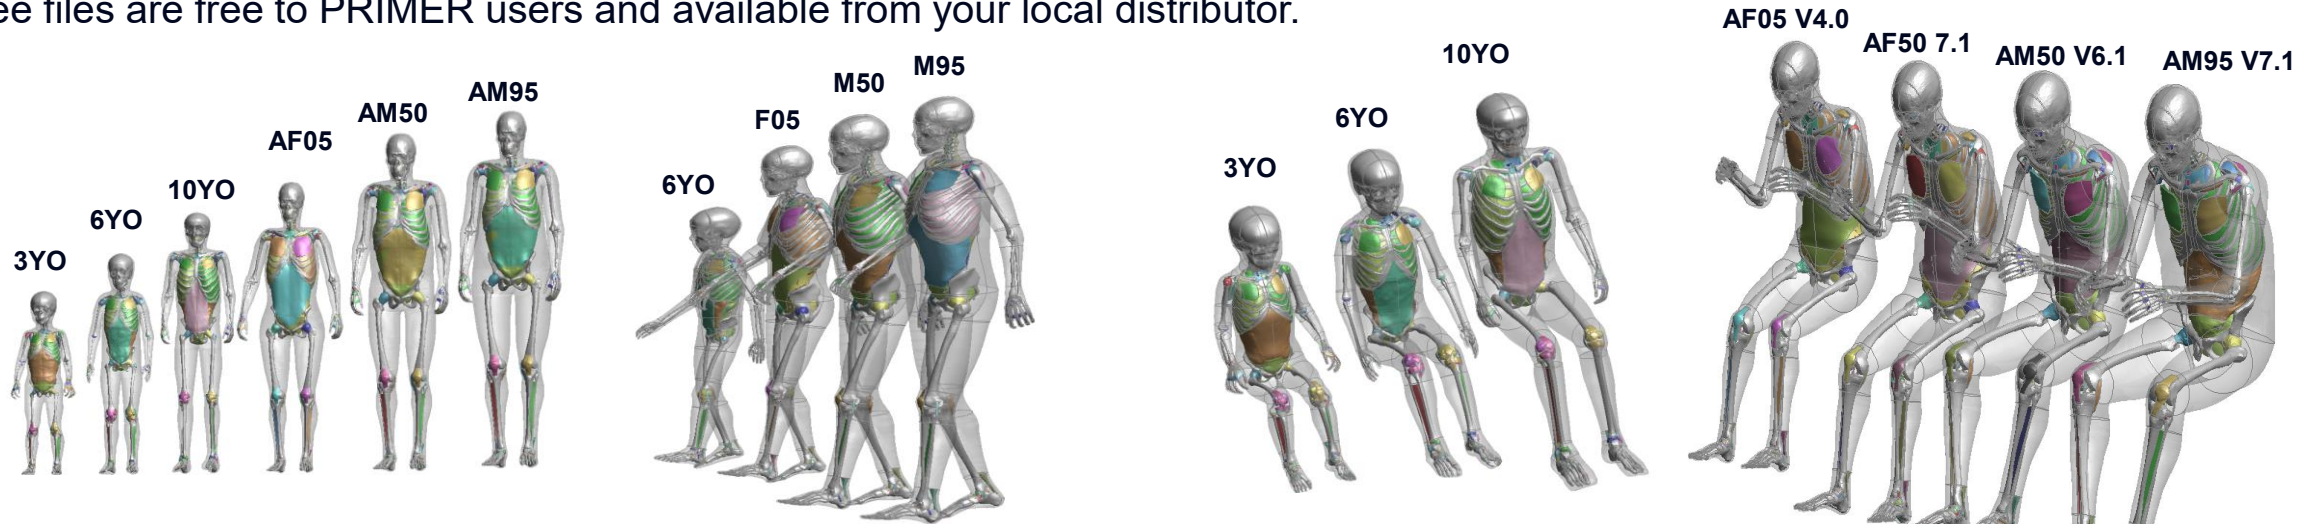 ee files are free to PRIMER users and available from your local distributor.
3YO
6YO
10YO
AF05
AM50
AM95
6YO
F05
M50
M95
3YO
6YO
10YO
AF05 V4.0
AF50 7.1
AM50 V6.1
AM95 V7.1